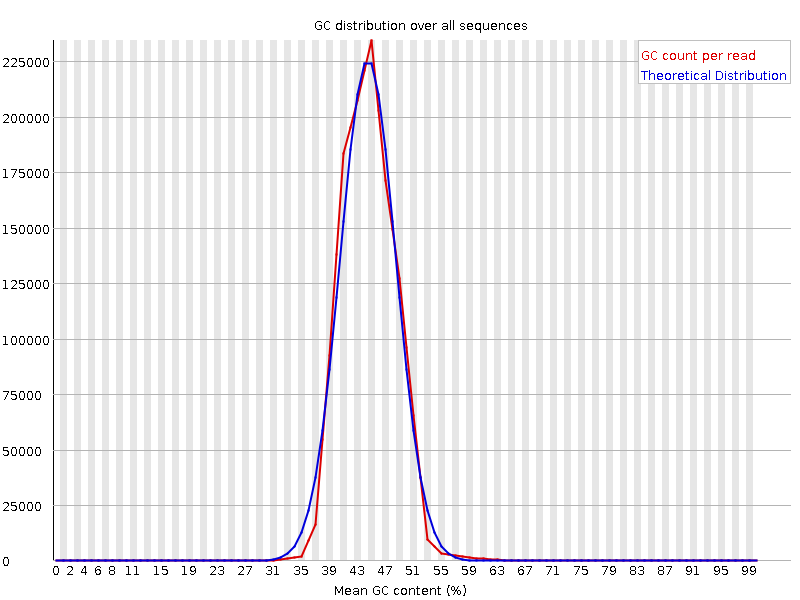 GC distribution over all sequences
GC count per read
Theoretical Distribution
225000
200000
175000
150000
125000
100000
75000
50000
25000
0
0 2 4 6 8 11 15 19 23 27 31 35 39 43 47 51 55 59 63 67 71 75 79 83 87 91 95 99
Mean GC content (%)